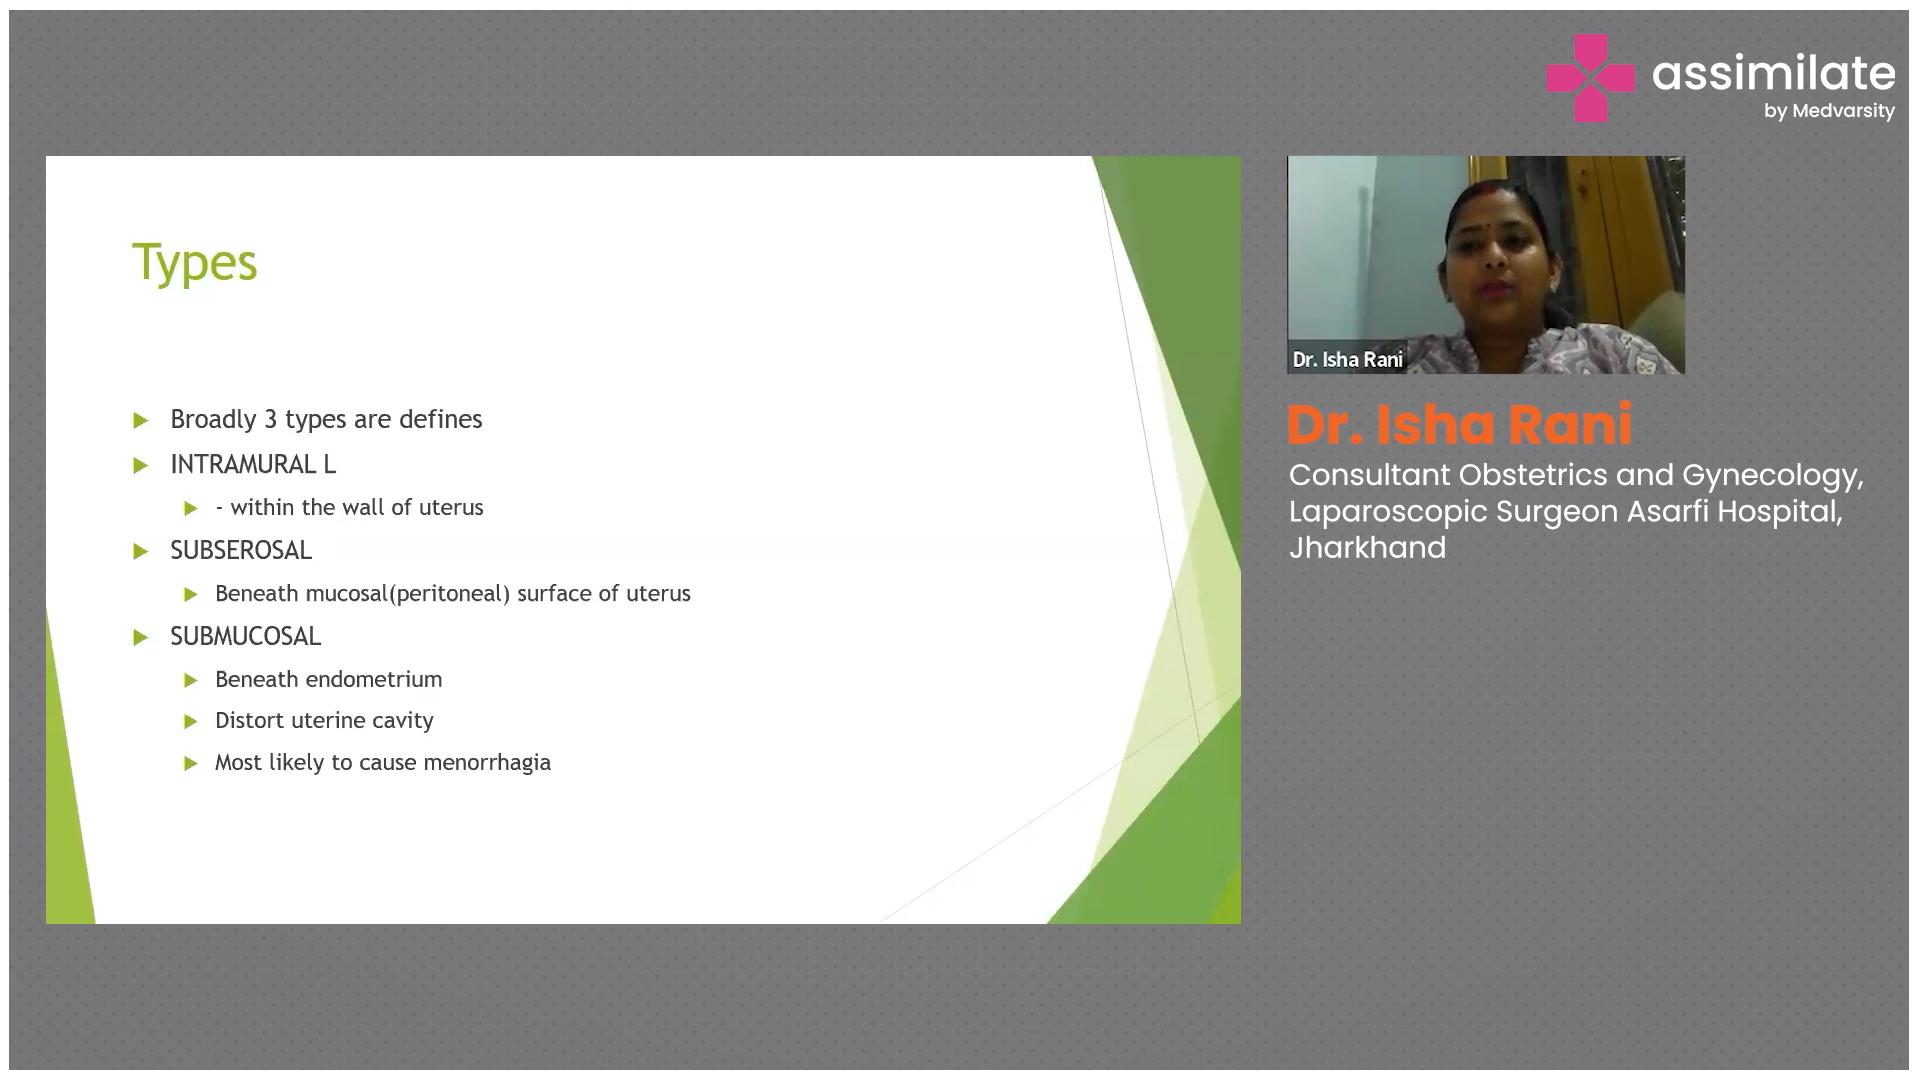 assimilate
by Medvarsity
Types
Broadly 3 types are defines
INTRAMURAL L
- within the wall of uterus
SUBSEROSAL
Beneath mucosal(peritoneal) surface of uterus
SUBMUCOSAL
Beneath endometrium
Distort uterine cavity
Most likely to cause menorrhagia
Dr. Isha Rani
Dr. Isha Rani
Consultant Obstetrics and Gynecology,
Laparoscopic Surgeon Asarfi Hospital,
Jharkhand